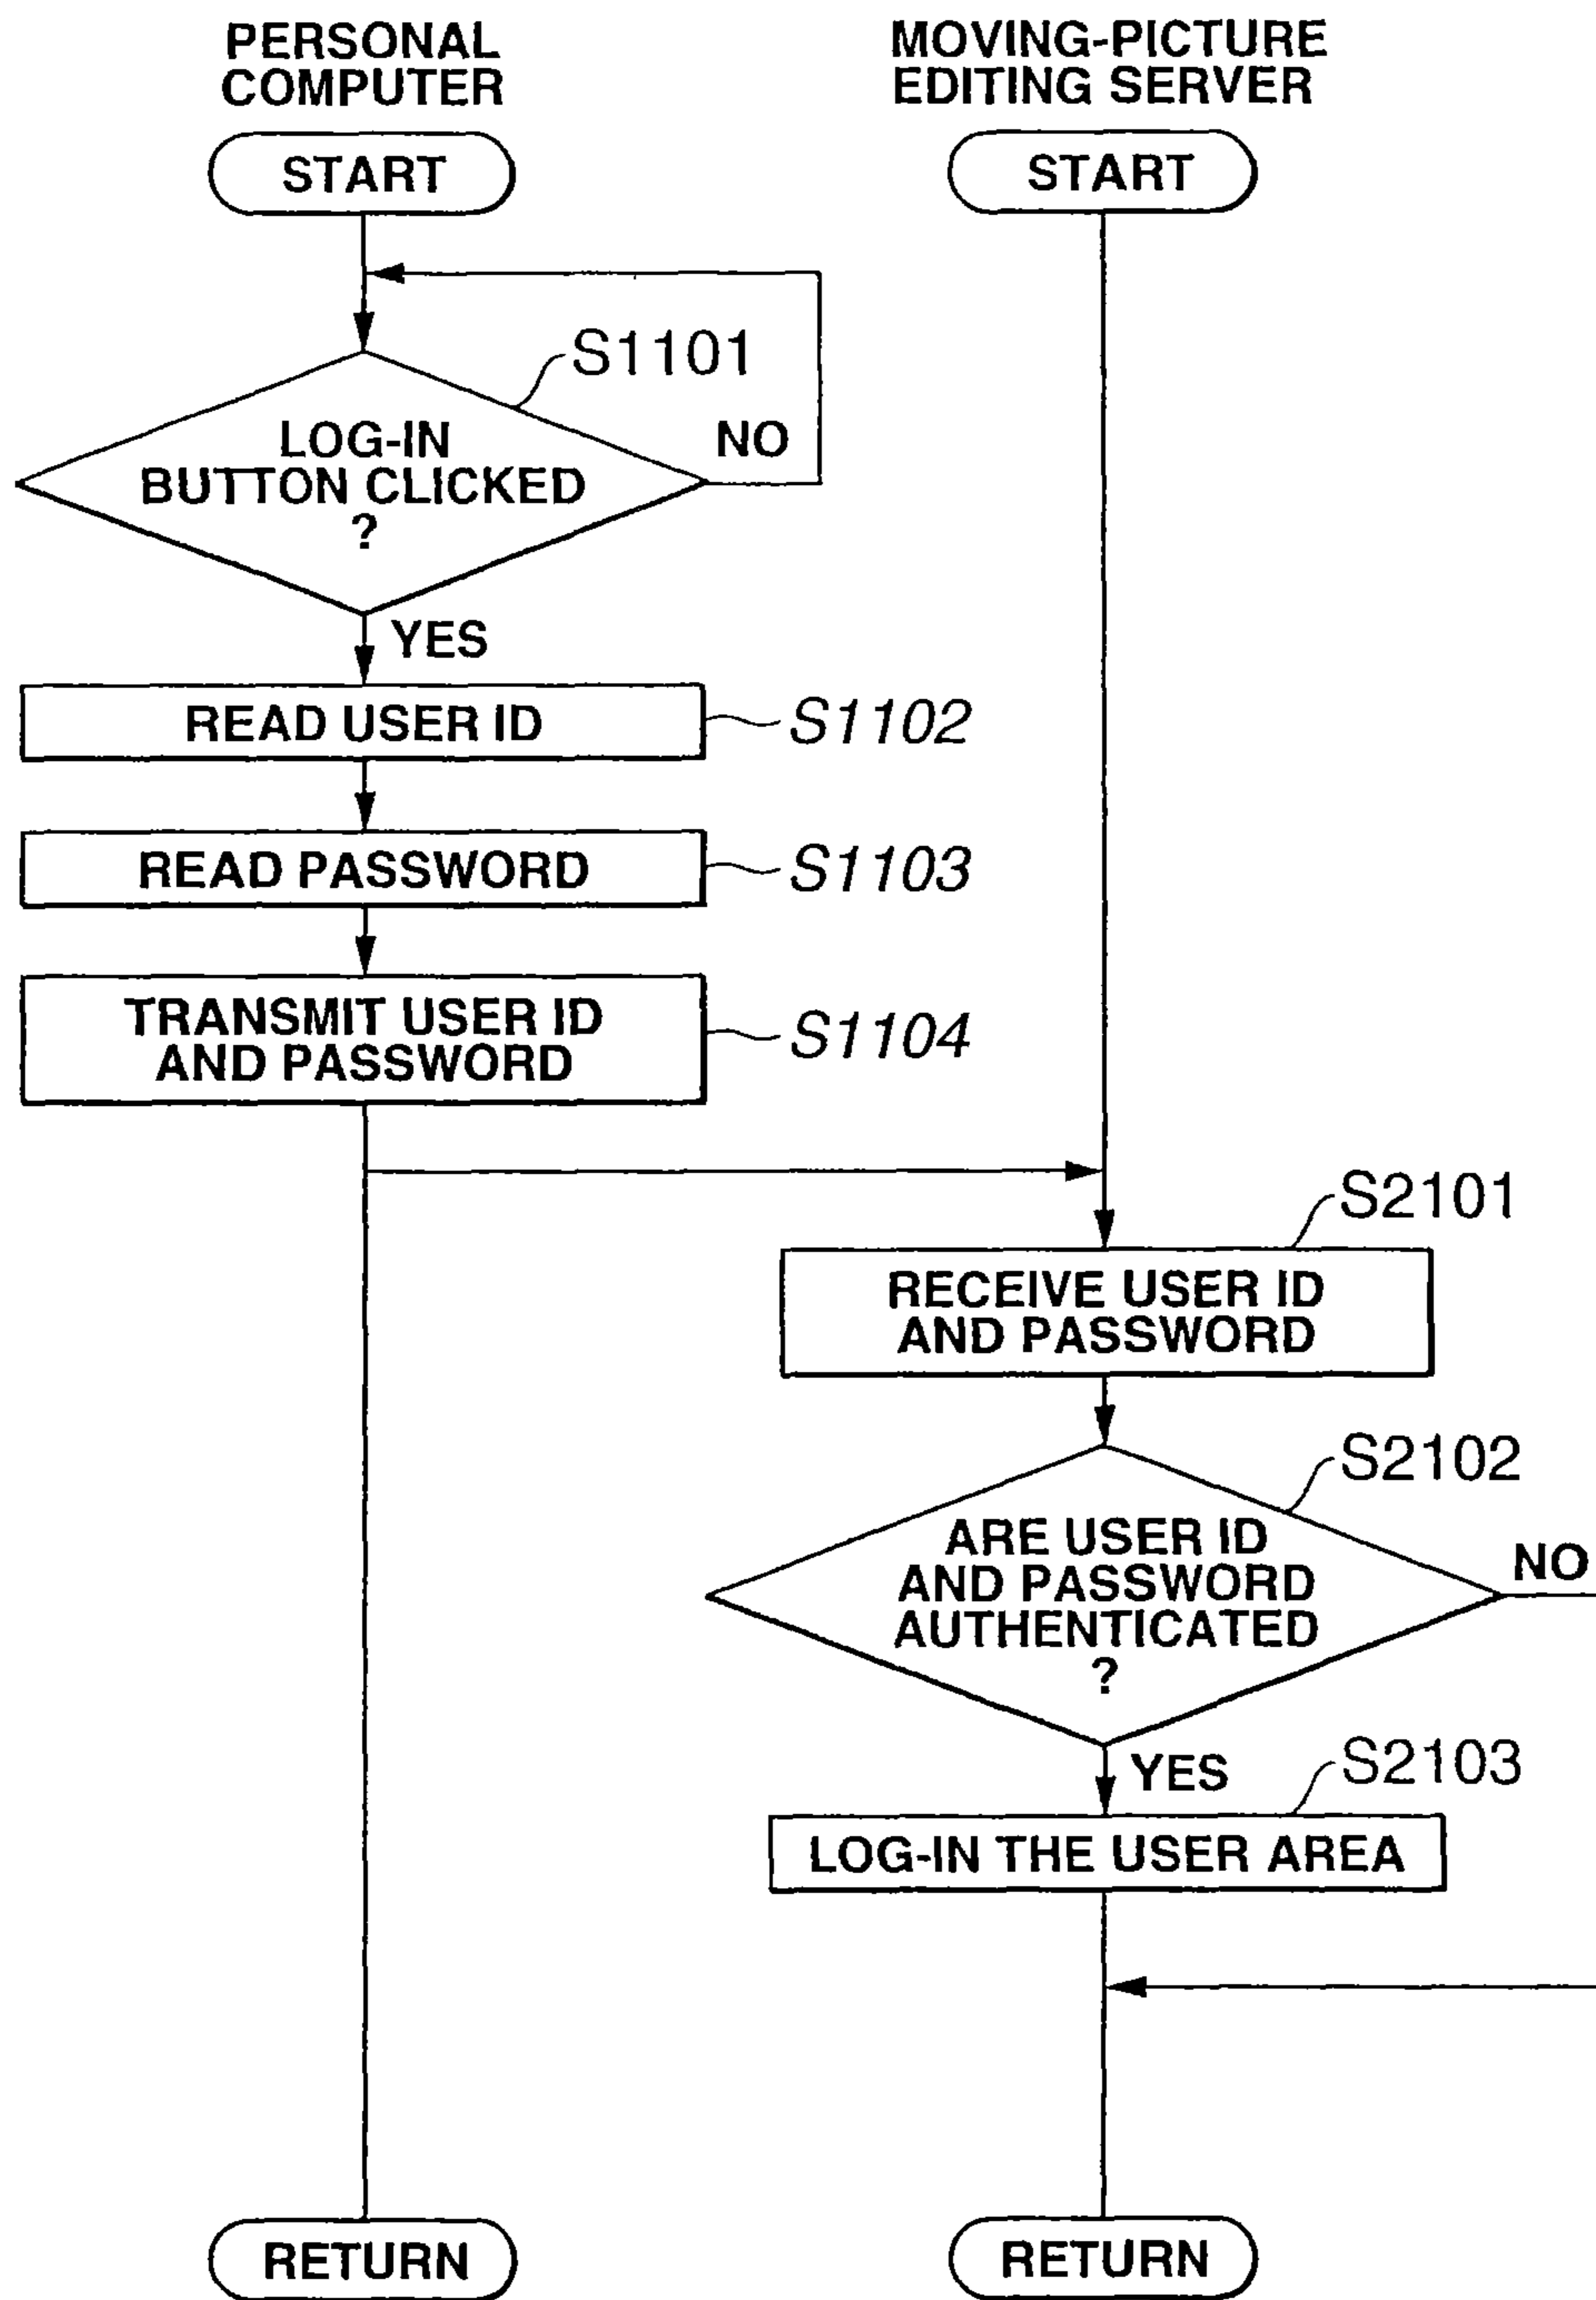 PERSONAL
COMPUTER
MOVING-PICTURE
EDITING SERVER
START
START
S1101
LOG-IN
BUTTON CLICKED
?
NO
YES
READ USER ID
S1102
READ PASSWORD
S1103
TRANSMIT USER ID
AND PASSWORD
S1104
S2101
RECEIVE USER ID
AND PASSWORD
S2102
ARE USER ID
AND PASSWORD
AUTHENTICATED
?
NO
YES
S2103
LOG-IN THE USER AREA
RETURN
RETURN